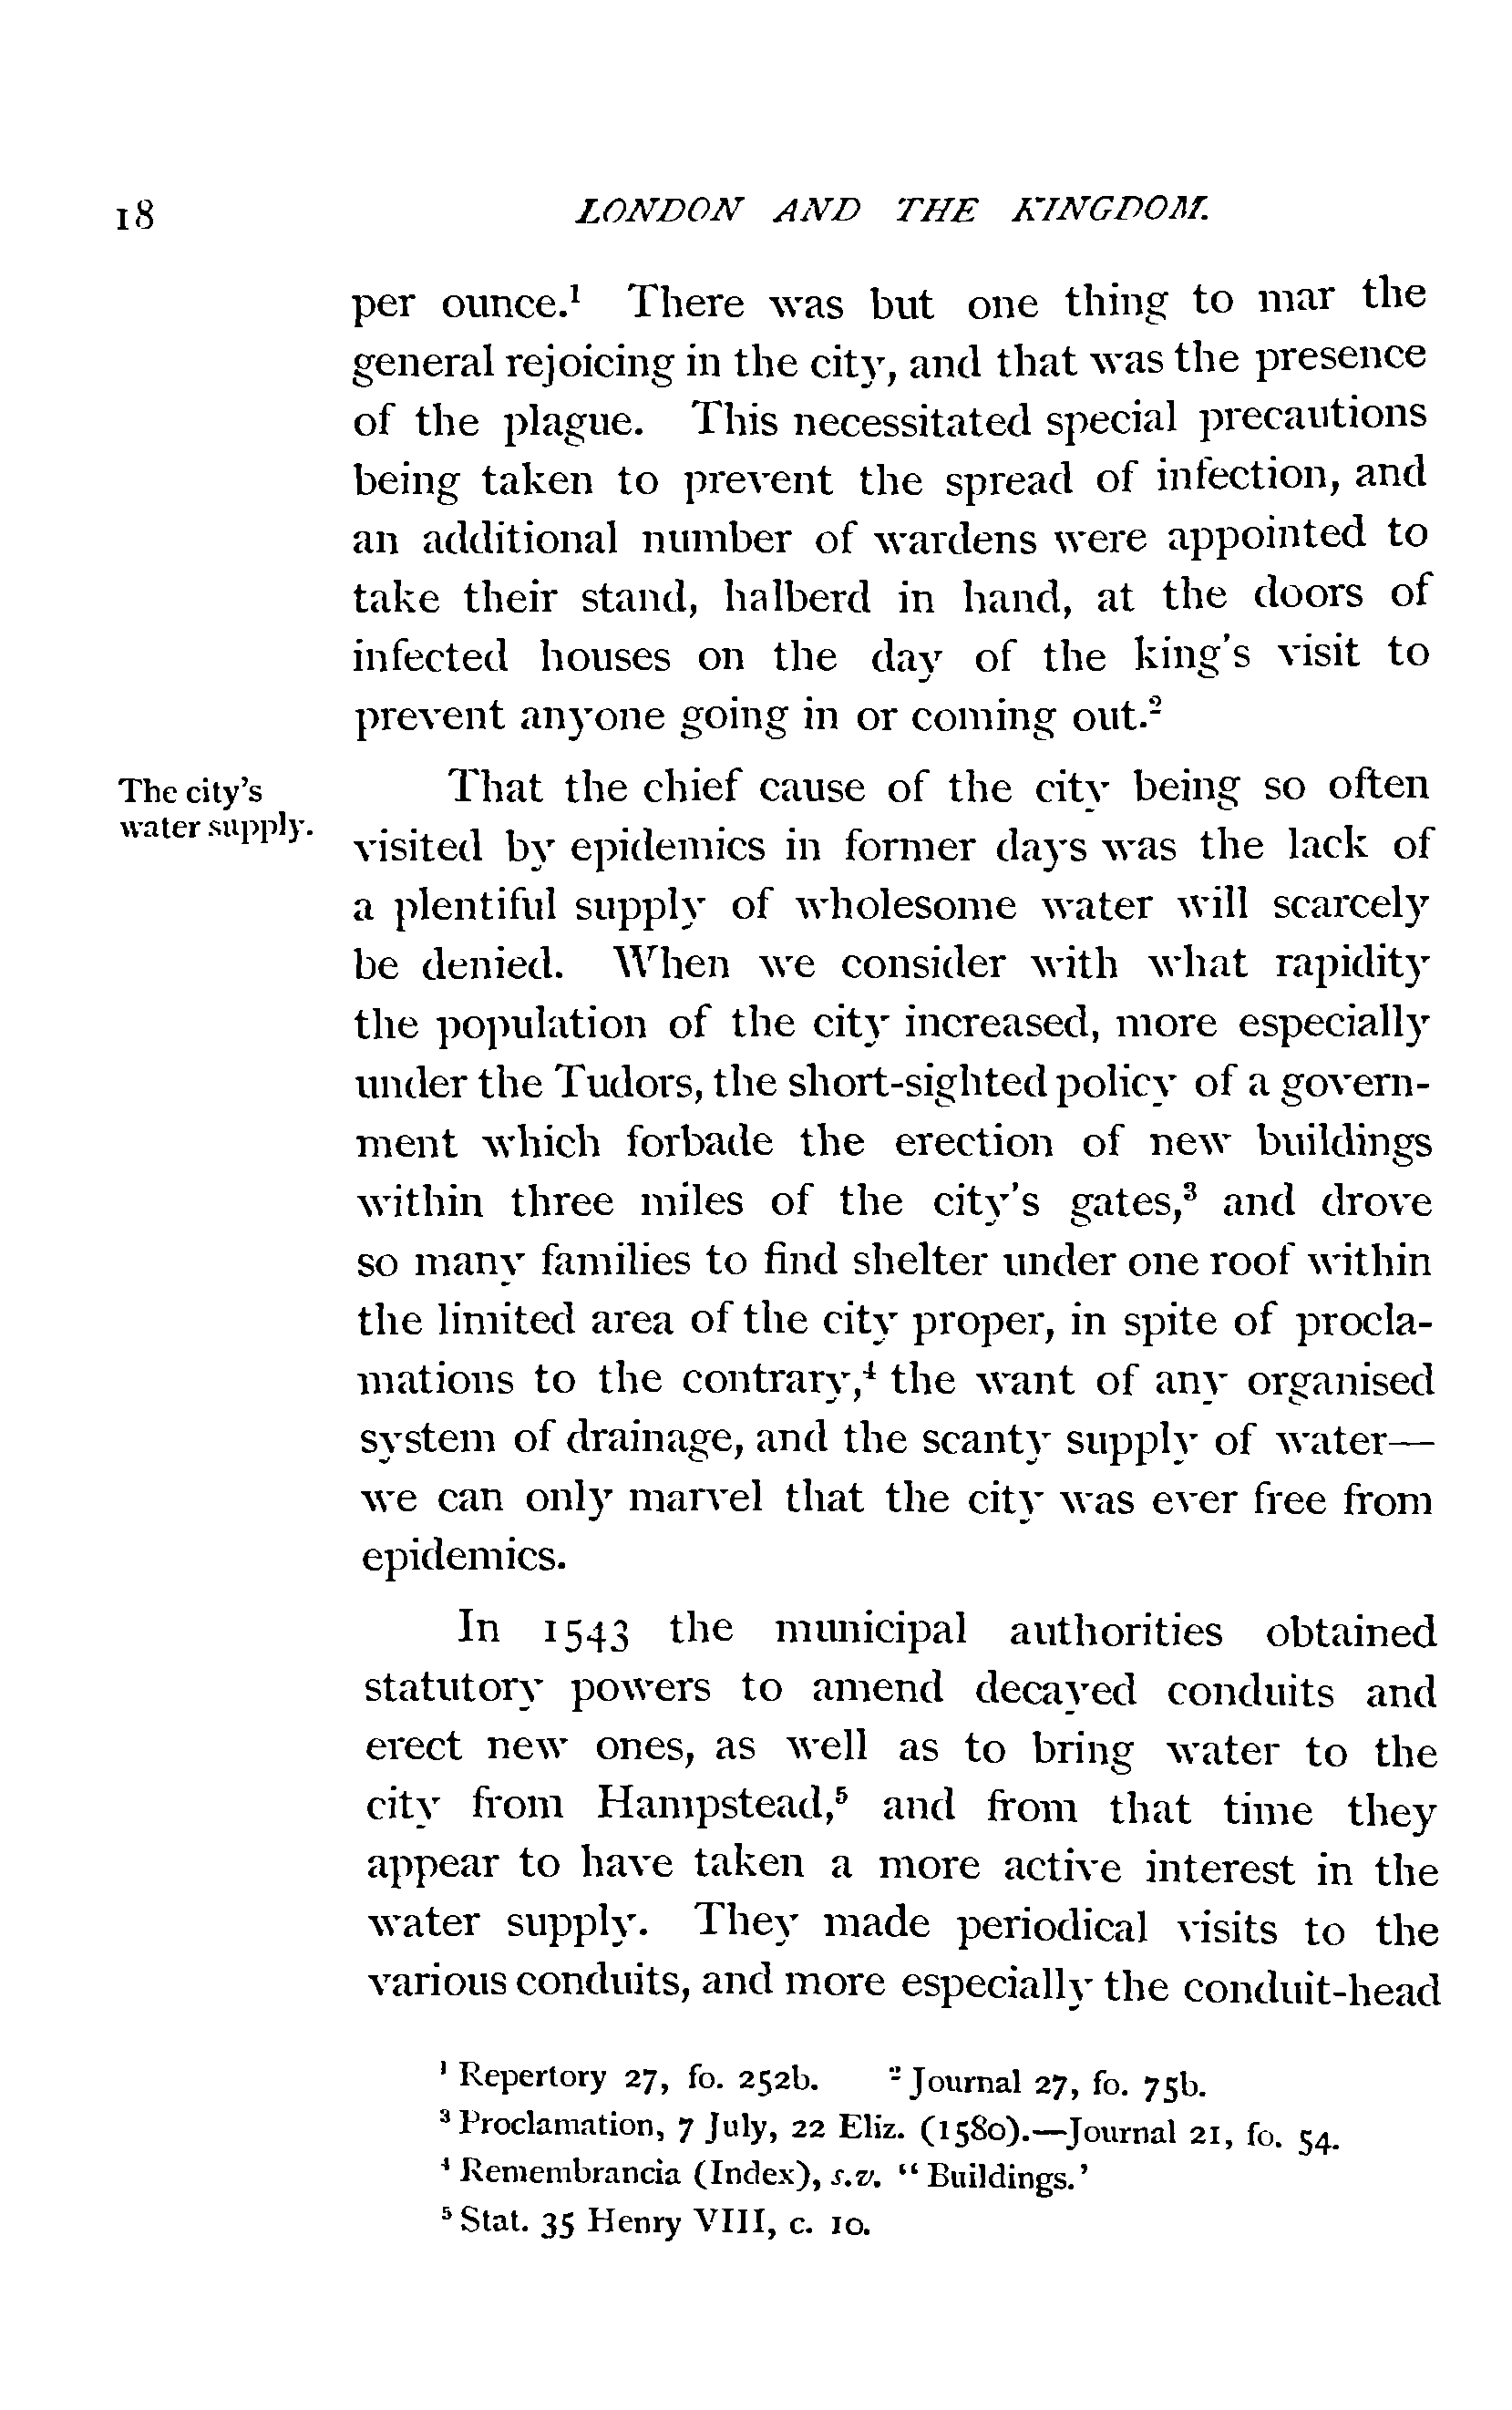 18 LONDON AND THE KINGDOM.
per ounce.¹ There was but one thing to mar the
general rejoicing in the city, and that was the presence
of the plague. This necessitated special precautions
being taken to prevent the spread of infection, and
an additional number of wardens were appointed to
take their stand, halberd in hand, at the doors of
infected houses on the day of the king's visit to
prevent anyone going in or coming out.²
The city's
water supply.
That the chief cause of the city being so often
visited by epidemics in former days was the lack of
a plentiful supply of wholesome water will scarcely
be denied. When we consider with what rapidity
the population of the city increased, more especially
under the Tudors, the short-sighted policy of a govern-
ment which forbade the erection of new buildings
within three miles of the city's gates,³ and drove
so many families to find shelter under one roof within
the limited area of the city proper, in spite of procla-
mations to the contrary,⁴ the want of any organised
system of drainage, and the scanty supply of water—
we can only marvel that the city was ever free from
epidemics.
In 1543 the municipal authorities obtained
statutory powers to amend decayed conduits and
erect new ones, as well as to bring water to the
city from Hampstead,⁵ and from that time they
appear to have taken a more active interest in the
water supply. They made periodical visits to the
various conduits, and more especially the conduit-head
¹ Repertory 27, fo. 252b. ² Journal 27, fo. 75b.
³ Proclamation, 7 July, 22 Eliz. (1580).—Journal 21, fo. 54.
⁴ Remembrancia (Index), s.v. "Buildings.'
⁵ Stat. 35 Henry VIII, c. 10.